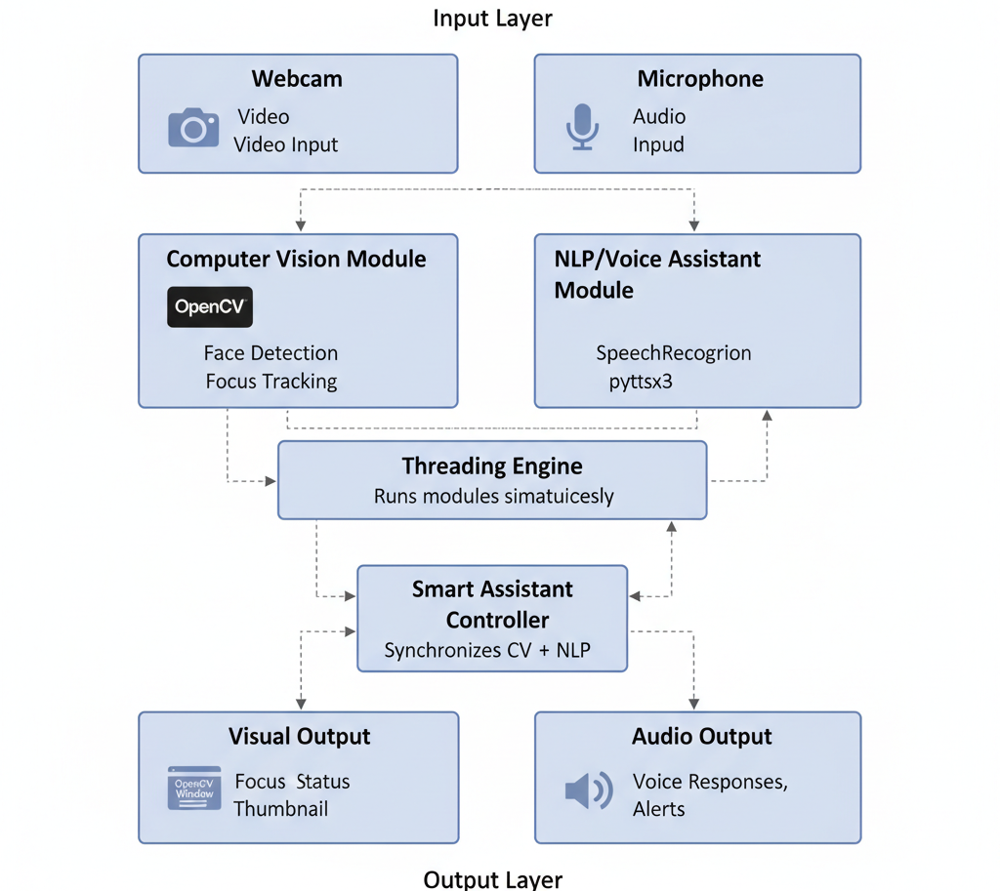 Input Layer
Webcam
Video
Video Input
Microphone
Audio
Inpud
Computer Vision Module
OpenCV
Face Detection
Focus Tracking
NLP/Voice Assistant
Module
SpeechRecogrion
pyttsx3
Threading Engine
Runs modules simatuicesly
Smart Assistant
Controller
Synchronizes CV + NLP
Visual Output
OpenCV
Window
Focus Status
Thumbnail
Audio Output
Voice Responses,
Alerts
Output Layer